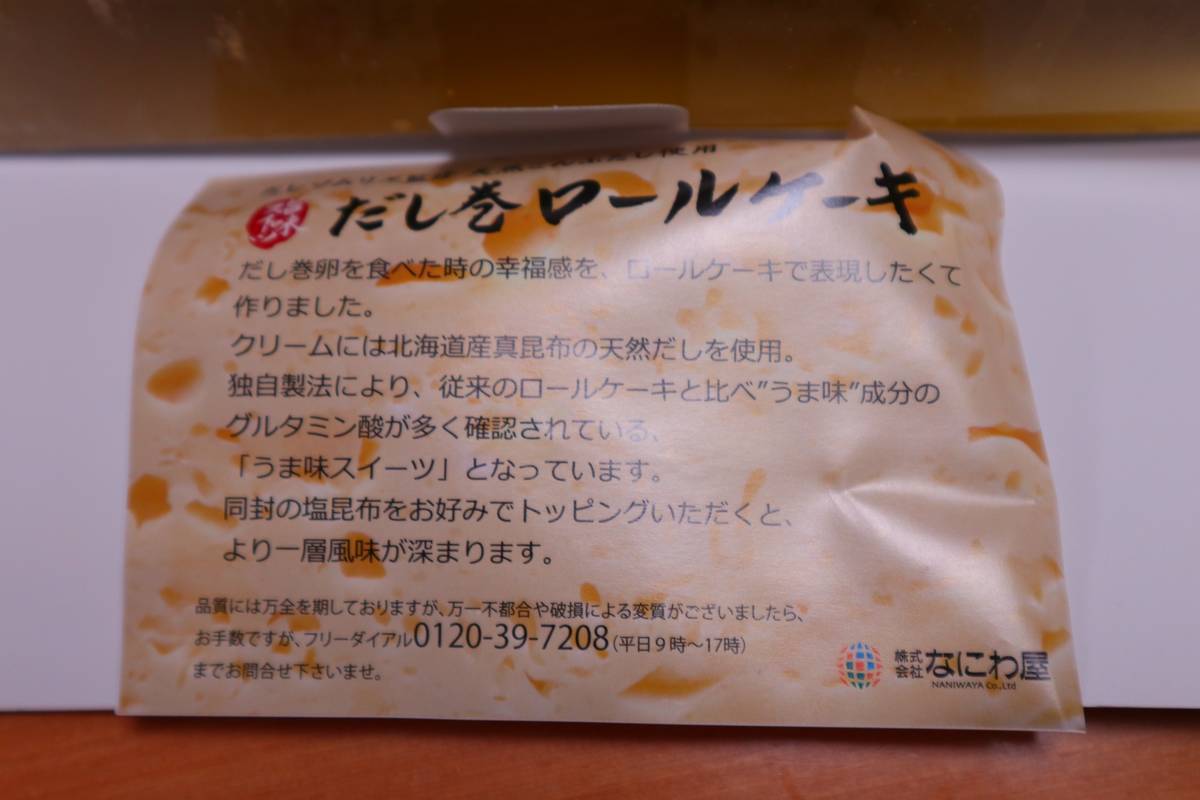 だし巻ロールケーキ
だし巻卵を食べた時の幸福感を、ロールケーキで表現したくて
作りました。
クリームには北海道産真昆布の天然だしを使用。
独自製法により、従来のロールケーキと比べ”うま味”成分の
グルタミン酸が多く確認されている、
「うま味スイーツ」となっています。
同封の塩昆布をお好みでトッピングいただくと、
より一層風味が深まります。
品質には万全を期しておりますが、万一不都合や破損による変質がございましたら、
お手数ですが、フリーダイアル0120-39-7208(平日9時〜17時)
までお問合せ下さいませ。
株式会社なにわ屋
NANIWAYA Co.,Ltd